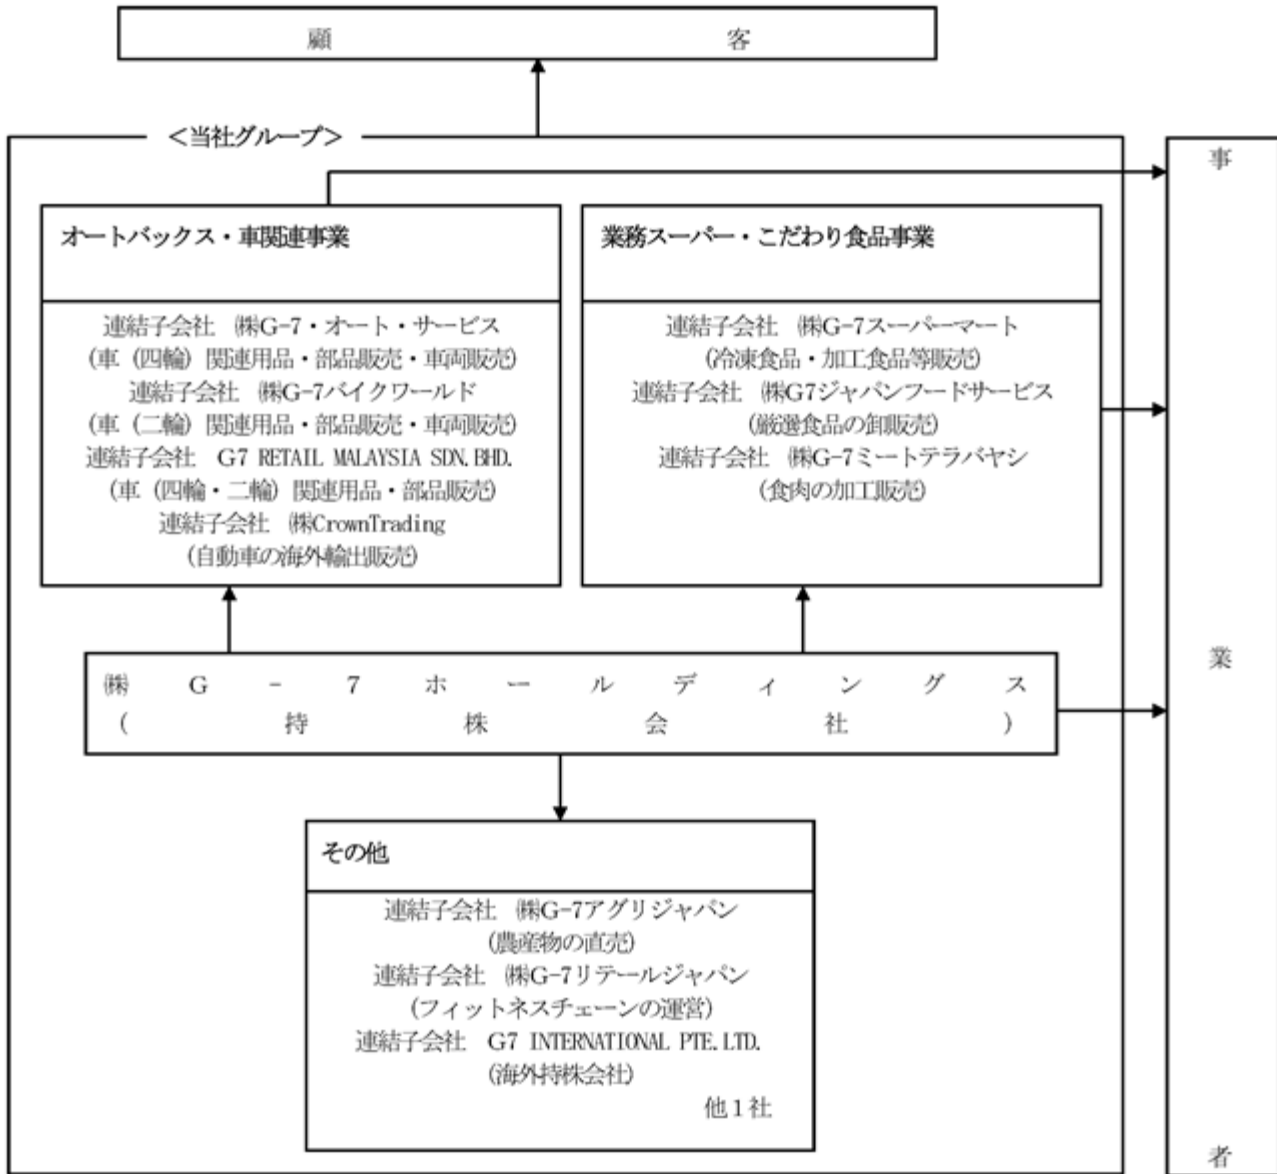 顧客
＜当社グループ＞
オートバックス・車関連事業
連結子会社　㈱G-7・オート・サービス
(車（四輪）関連用品・部品販売・車両販売)
連結子会社　㈱G-7バイクワールド
(車（二輪）関連用品・部品販売・車両販売)
連結子会社　G7 RETAIL MALAYSIA SDN.BHD.
(車（四輪・二輪）関連用品・部品販売)
連結子会社　㈱CrownTrading
(自動車の海外輸出販売)
業務スーパー・こだわり食品事業
連結子会社　㈱G-7スーパーマート
(冷凍食品・加工食品等販売)
連結子会社　㈱G7ジャパンフードサービス
(厳選食品の卸販売)
連結子会社　㈱G-7ミートテラバヤシ
(食肉の加工販売)
㈱G-7ホールディングス
(持株会社)
その他
連結子会社　㈱G-7アグリジャパン
(農産物の直売)
連結子会社　㈱G-7リテールジャパン
(フィットネスチェーンの運営)
連結子会社　G7 INTERNATIONAL PTE.LTD.
(海外持株会社)
他１社
事業者